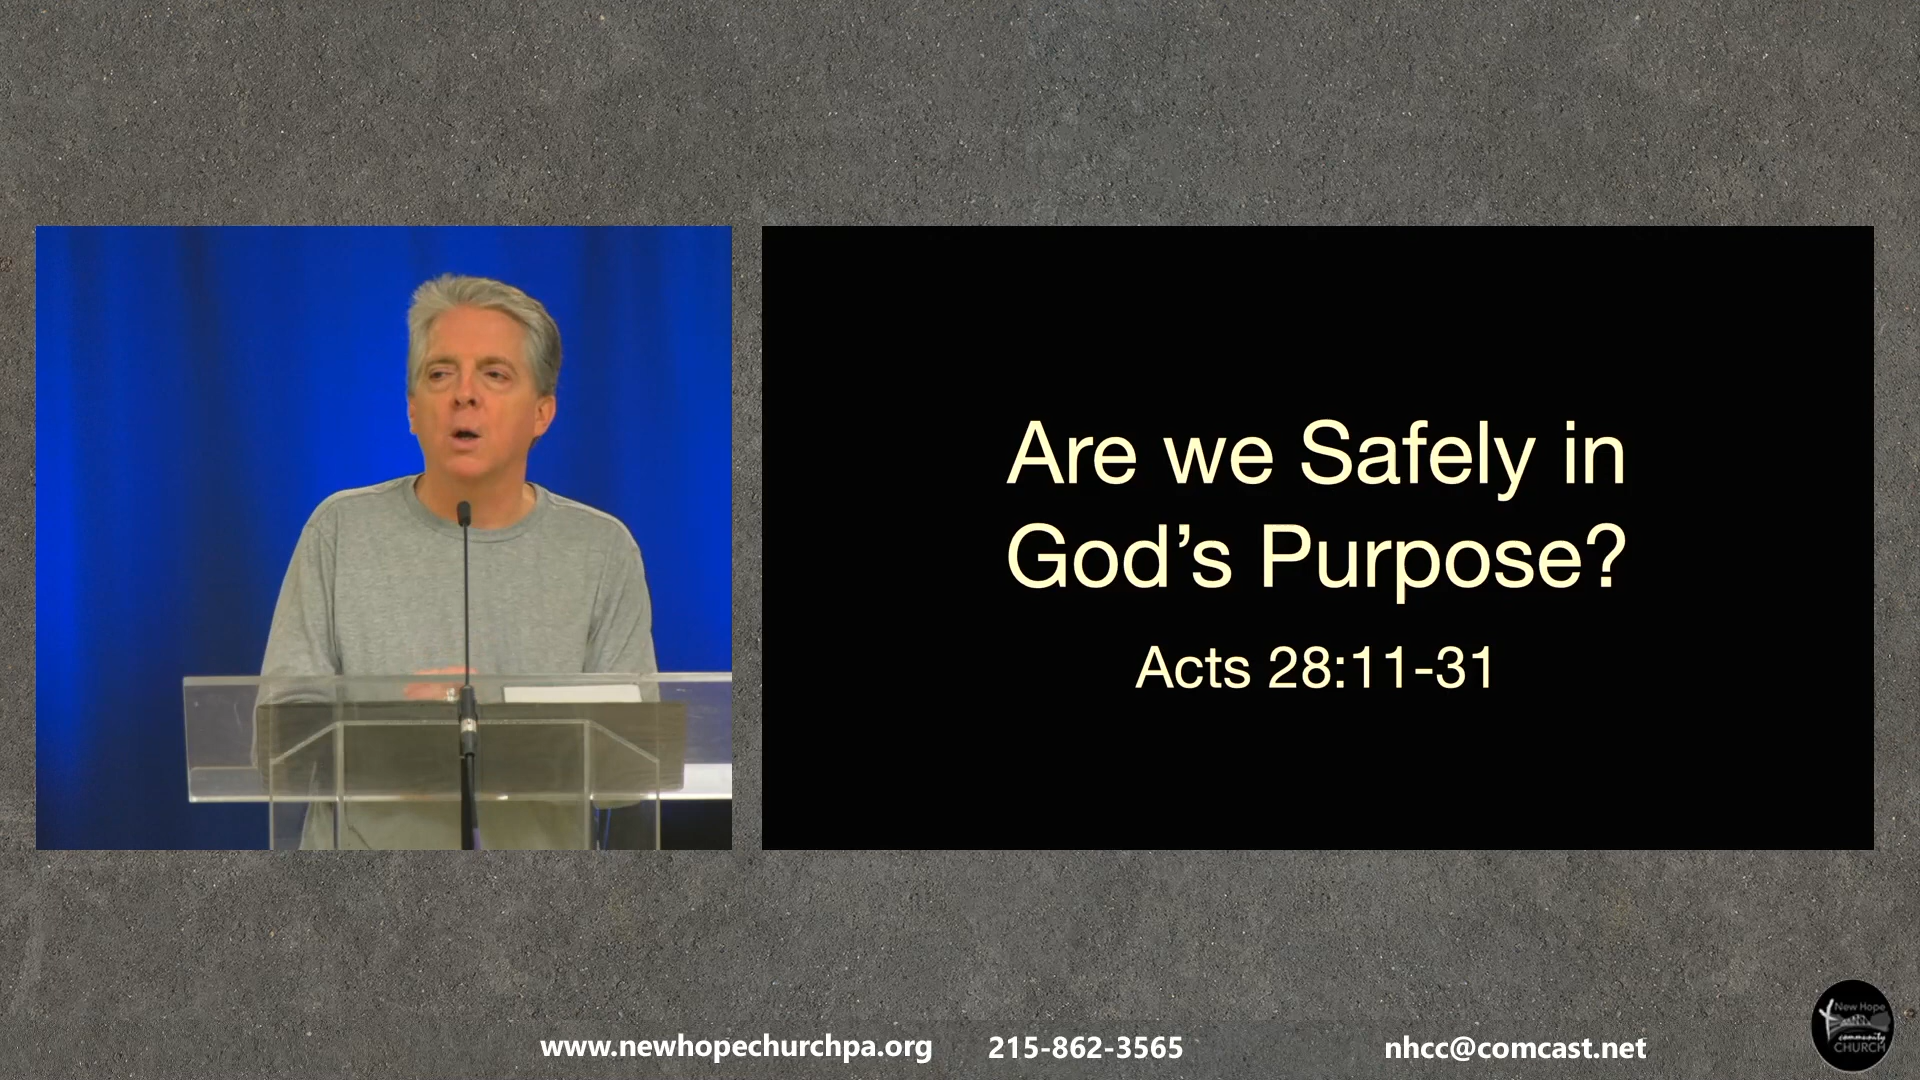 Are we Safely in
God’s Purpose?
Acts 28:11-31
www.newhopechurchpa.org 215-862-3565 nhcc@comcast.net
New Hope
community
CHURCH